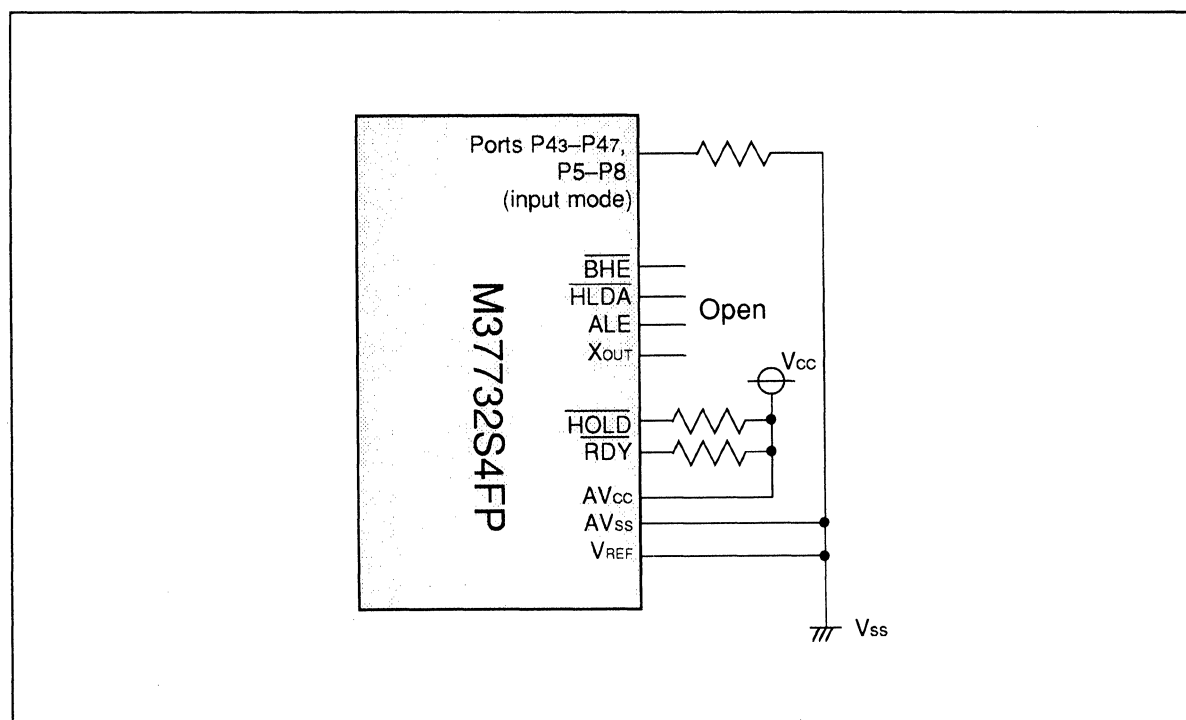 Ports P43–P47,
P5–P8
(input mode)
BHE
HLDA
ALE
XOUT
Open
VCC
M37732S4FP
HOLD
RDY
AVCC
AVSS
VREF
VSS